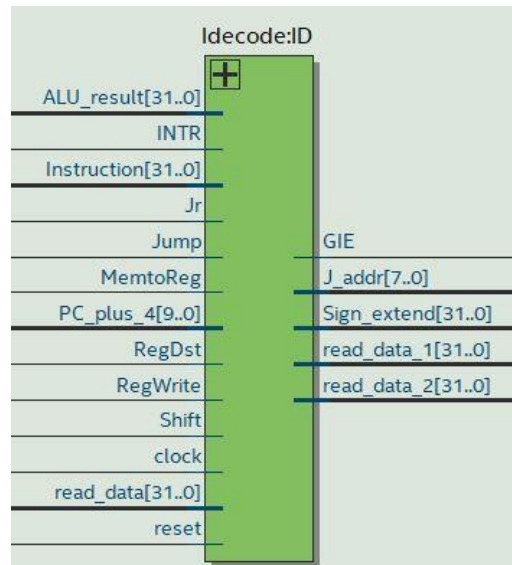 Idecode:ID
ALU_result[31..0]
INTR
Instruction[31..0]
Jr
Jump
MemtoReg
PC_plus_4[9..0]
RegDst
RegWrite
Shift
clock
read_data[31..0]
reset
GIE
J_addr[7..0]
Sign_extend[31..0]
read_data_1[31..0]
read_data_2[31..0]